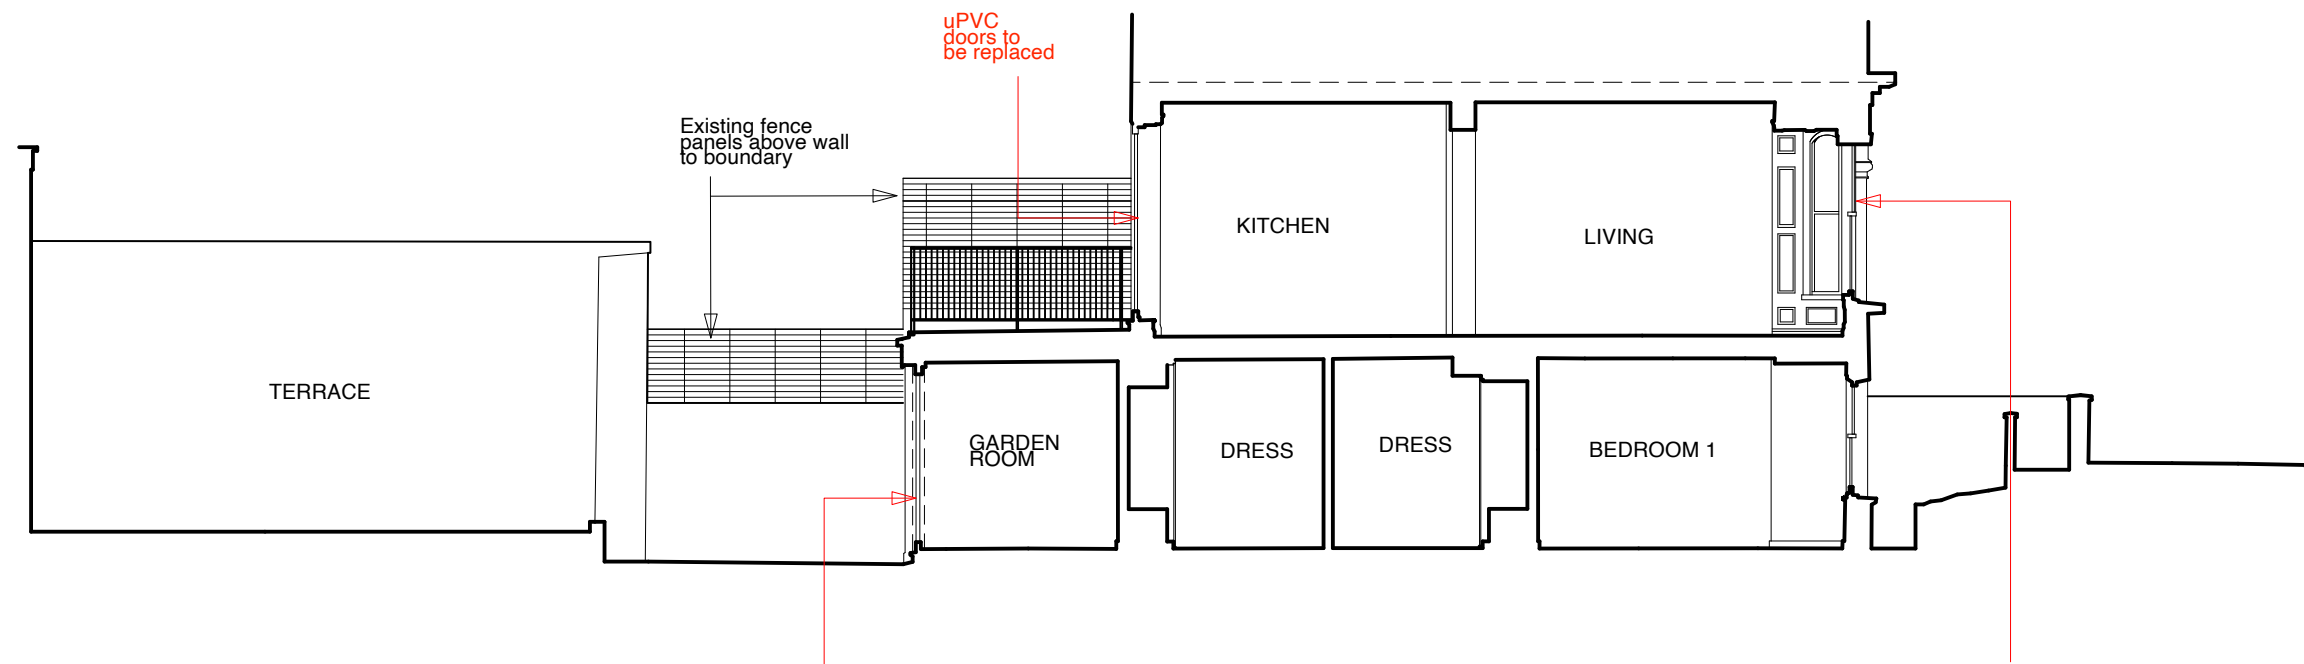 uPVC
doors to
be replaced
Existing fence
panels above wall
to boundary
KITCHEN
LIVING
TERRACE
GARDEN
ROOM
DRESS
DRESS
BEDROOM 1